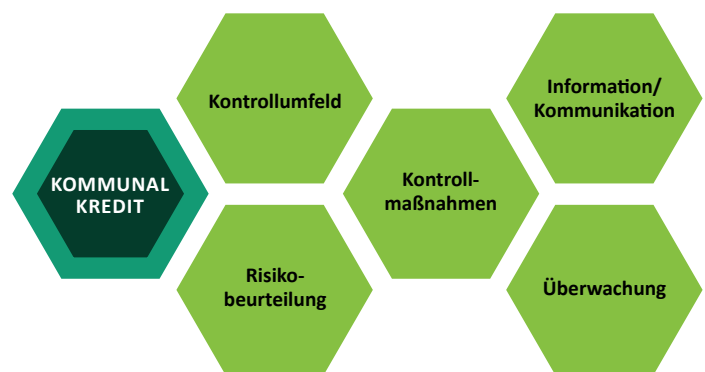 KOMMUNAL
KREDIT
Kontrollumfeld
Risiko-
beurteilung
Kontroll-
maßnahmen
Information/
Kommunikation
Überwachung